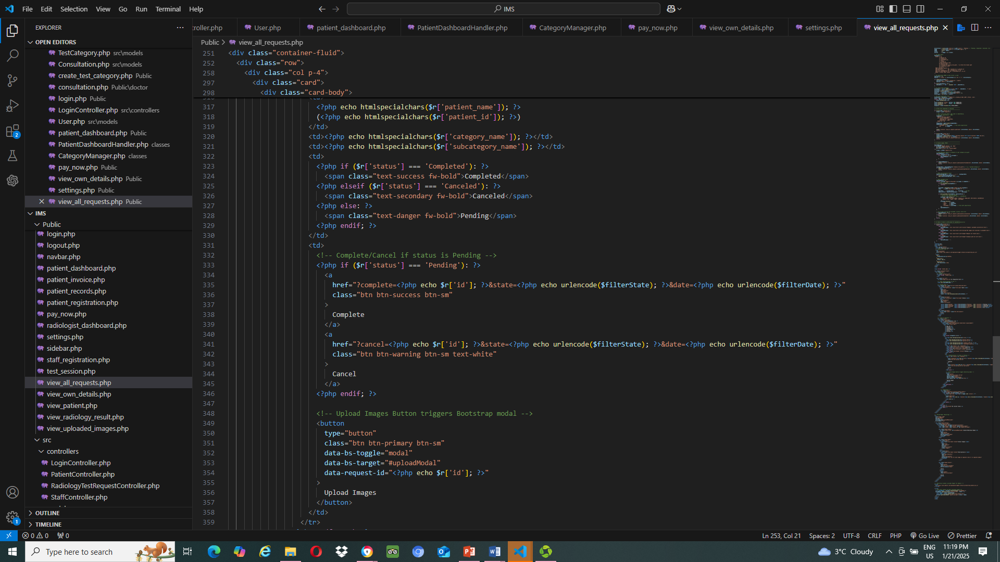 File Edit Selection View Go Run Terminal Help
IMS
EXPLORER
OPEN EDITORS
TestCategory.php src\models
Consultation.php src\models
create_test_category.php Public
consultation.php Public\doctor
login.php Public
LoginController.php src\controllers
User.php src\models
patient_dashboard.php Public
PatientDashboardHandler.php classes
CategoryManager.php classes
pay_now.php Public
view_own_details.php Public
settings.php Public
view_all_requests.php Public
IMS
Public
login.php
logout.php
navbar.php
patient_dashboard.php
patient_invoice.php
patient_records.php
patient_registration.php
pay_now.php
radiologist_dashboard.php
settings.php
sidebar.php
staff_registration.php
test_session.php
view_all_requests.php
view_own_details.php
view_patient.php
view_radiology_result.php
view_uploaded_images.php
src
controllers
LoginController.php
PatientController.php
RadiologyTestRequestController.php
StaffController.php
OUTLINE
TIMELINE
troller.php User.php patient_dashboard.php PatientDashboardHandler.php CategoryManager.php pay_now.php view_own_details.php settings.php view_all_requests.php
Public > view_all_requests.php
251 <div class="container-fluid">
252 <div class="row">
258 <div class="col p-4">
297 <div class="card">
298 <div class="card-body">
316 <td>
317 <?php echo htmlspecialchars($r['patient_name']); ?>
318 (<?php echo htmlspecialchars($r['patient_id']); ?>)
319 </td>
320 <td><?php echo htmlspecialchars($r['category_name']); ?></td>
321 <td><?php echo htmlspecialchars($r['subcategory_name']); ?></td>
322 <td>
323 <?php if ($r['status'] === 'Completed'): ?>
324 <span class="text-success fw-bold">Completed</span>
325 <?php elseif ($r['status'] === 'Canceled'): ?>
326 <span class="text-secondary fw-bold">Canceled</span>
327 <?php else: ?>
328 <span class="text-danger fw-bold">Pending</span>
329 <?php endif; ?>
330 </td>
331 <td>
332 <!-- Complete/Cancel if status is Pending -->
333 <?php if ($r['status'] === 'Pending'): ?>
334 <a
335 href="?complete=<?php echo $r['id']; ?>&state=<?php echo urlencode($filterState); ?>&date=<?php echo urlencode($filterDate); ?>"
336 class="btn btn-success btn-sm"
337 >
338 Complete
339 </a>
340 <a
341 href="?cancel=<?php echo $r['id']; ?>&state=<?php echo urlencode($filterState); ?>&date=<?php echo urlencode($filterDate); ?>"
342 class="btn btn-warning btn-sm text-white"
343 >
344 Cancel
345 </a>
346 <?php endif; ?>
347
348 <!-- Upload Images Button triggers Bootstrap modal -->
349 <button
350 type="button"
351 class="btn btn-primary btn-sm"
352 data-bs-toggle="modal"
353 data-bs-target="#uploadModal"
354 data-request-id="<?php echo $r['id']; ?>"
355 >
356 Upload Images
357 </button>
358 </td>
359 </tr>
2
1
0 0 0
Ln 253, Col 21 Spaces: 2 UTF-8 CRLF PHP Go Live Prettier
Type here to search
3°C Cloudy
ENG
US
11:19 PM
1/21/2025